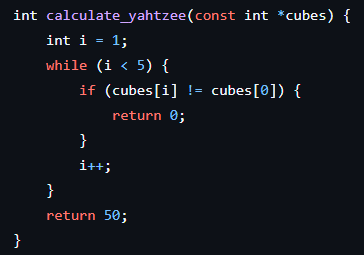 int calculate_yahtzee(const int *cubes) {
    int i = 1;
    while (i < 5) {
        if (cubes[i] != cubes[0]) {
            return 0;
        }
        i++;
    }
    return 50;
}